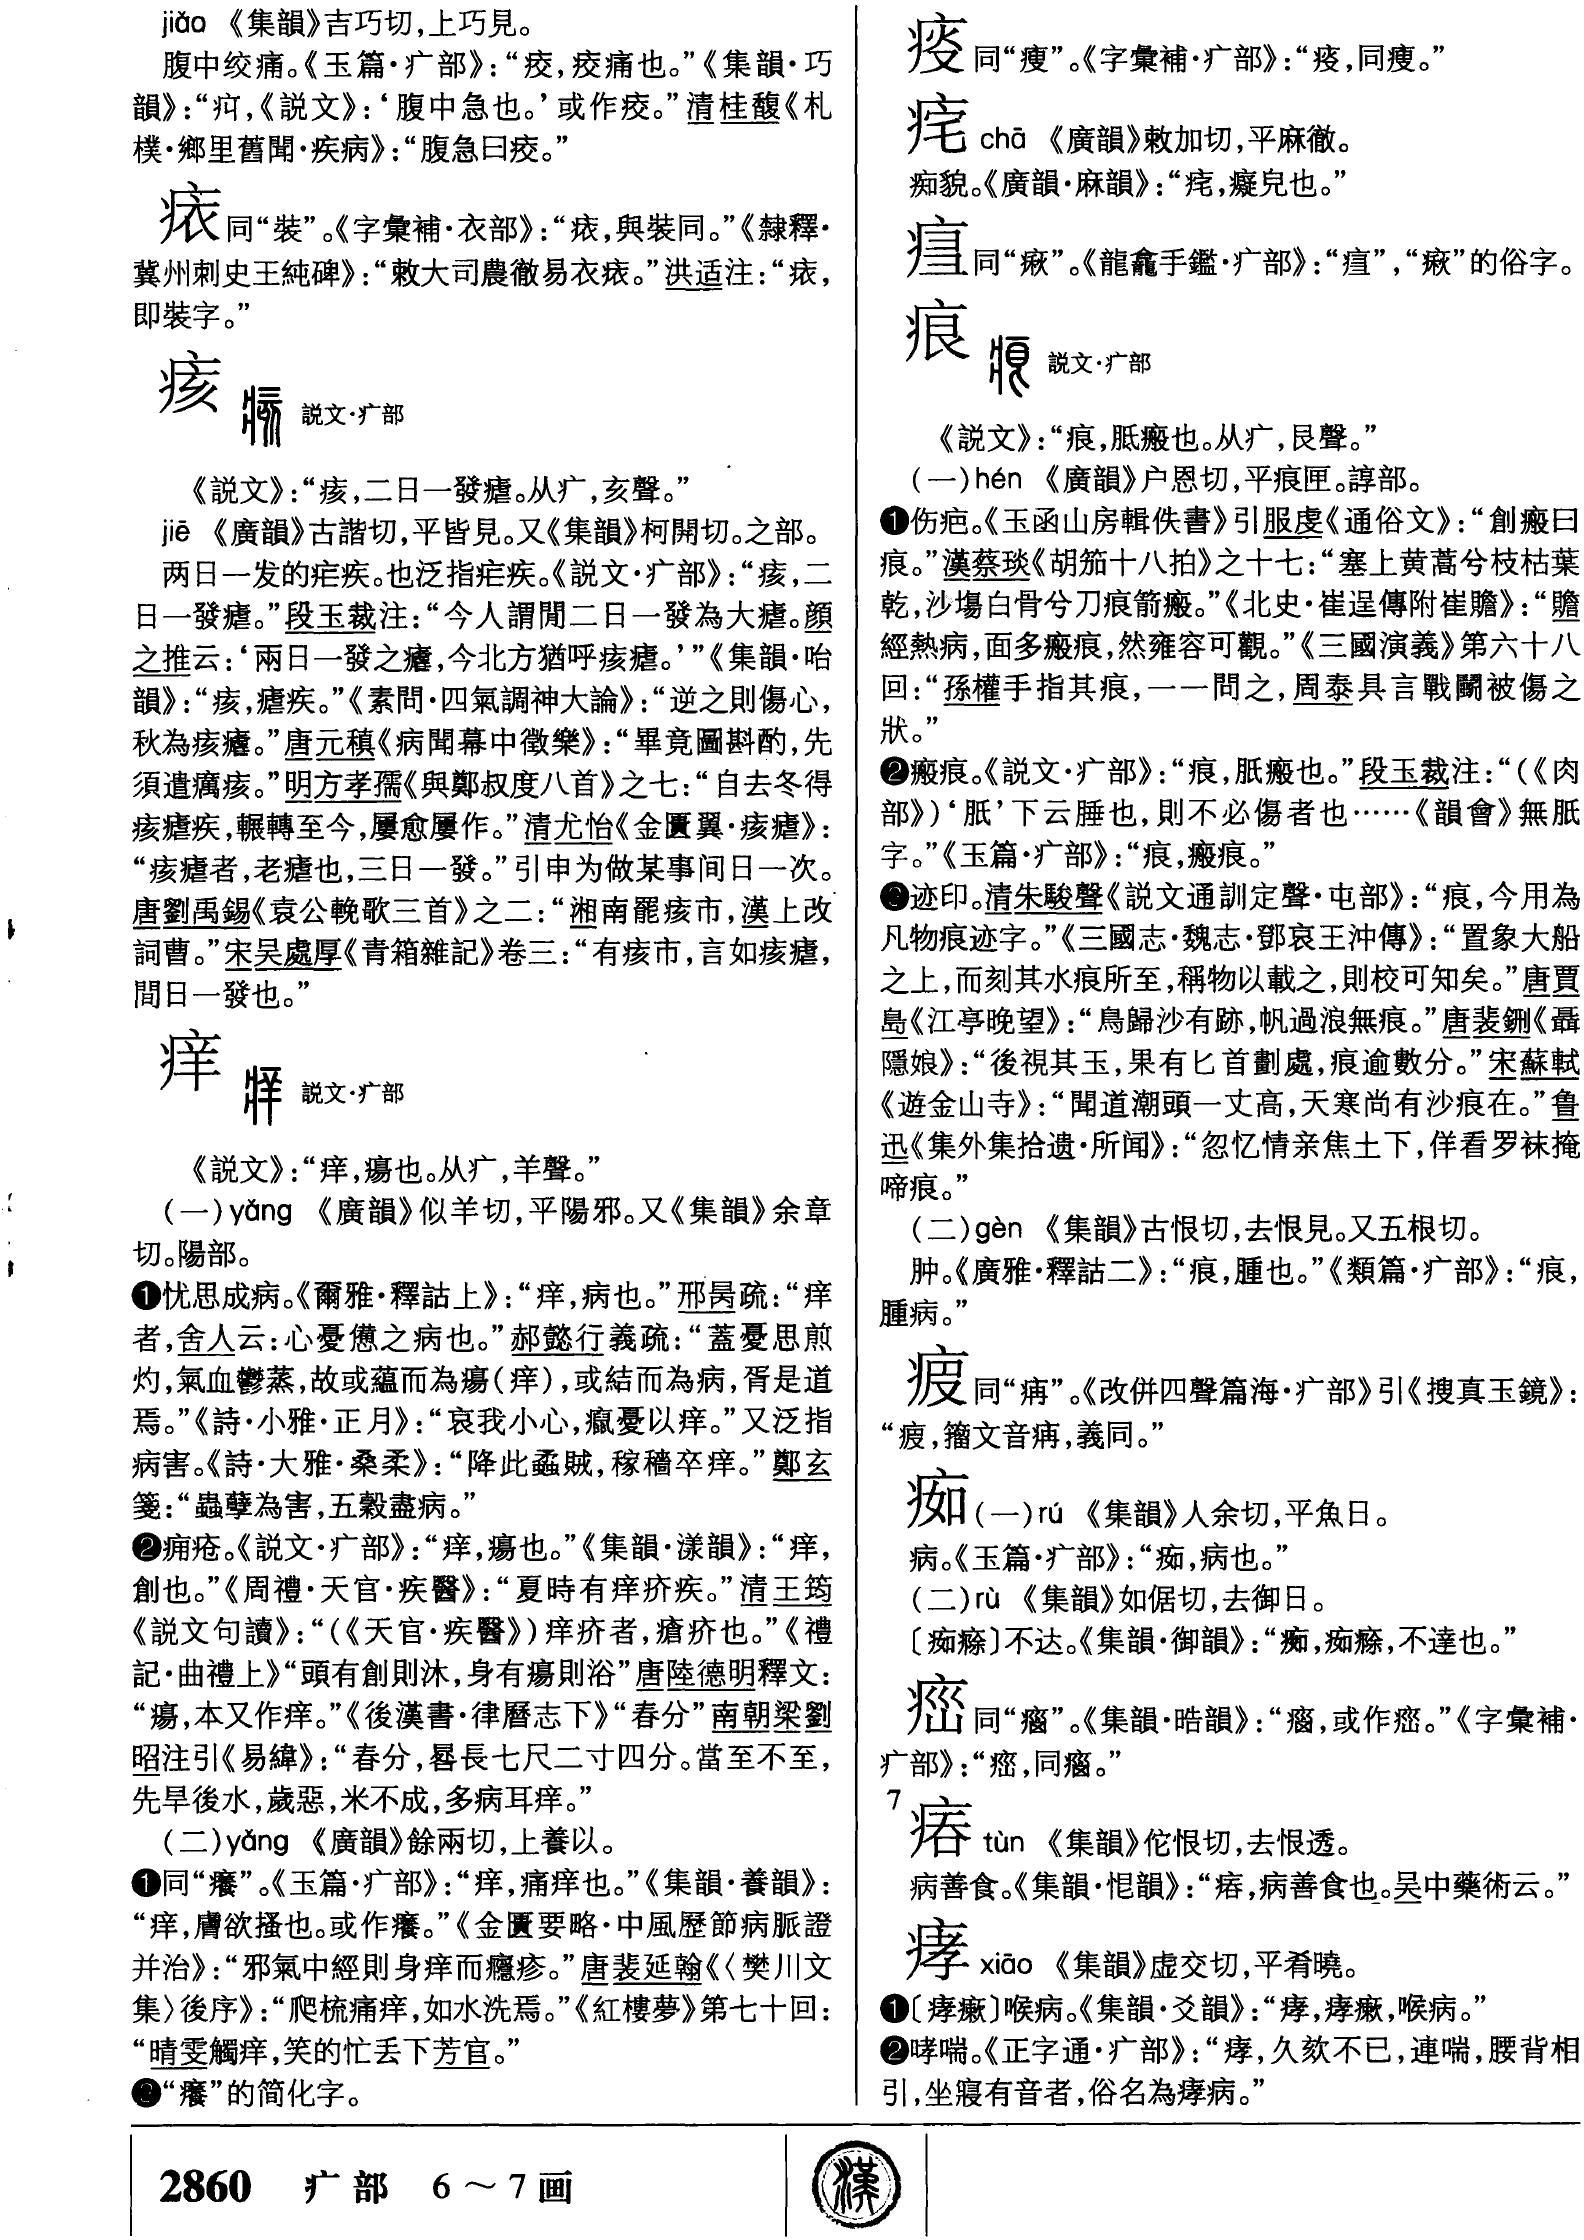 jiǎo 《集韻》吉巧切,上巧見。
腹中绞痛。《玉篇·疒部》:“㽱,㽱痛也。”《集韻·巧
韻》:“疛,《説文》:‘腹中急也。’或作㽱。”清桂馥《札
樸·鄉里舊聞·疾病》:“腹急曰㽱。”
同“裝”。《字彙補·衣部》:“,與裝同。”《隸釋·
冀州刺史王純碑》:“敕大司農徹易衣。”洪适注:“,
即裝字。”
痎 説文·疒部
《説文》:“痎,二日一發瘧。从疒,亥聲。”
jiē 《廣韻》古諧切,平皆見。又《集韻》柯開切。之部。
两日一发的疟疾。也泛指疟疾。《説文·疒部》:“痎,二
日一發瘧。”段玉裁注:“今人謂閒二日一發為大瘧。顔
之推云:‘兩日一發之瘧,今北方猶呼痎瘧。’”《集韻·咍
韻》:“痎,瘧疾。”《素問·四氣調神大論》:“逆之則傷心,
秋為痎瘧。”唐元稹《病聞幕中徵樂》:“畢竟圖斟酌,先
須遣癘痎。”明方孝孺《與鄭叔度八首》之七:“自去冬得
痎瘧疾,輾轉至今,屢愈屢作。”清尤怡《金匱翼·痎瘧》:
“痎瘧者,老瘧也,三日一發。”引申为做某事间日一次。
唐劉禹錫《袁公輓歌三首》之二:“湘南罷痎市,漢上改
詞曹。”宋吴處厚《青箱雜記》卷三:“有痎市,言如痎瘧,
間日一發也。”
痒 説文·疒部
《説文》:“痒,瘍也。从疒,羊聲。”
(一)yǎng 《廣韻》似羊切,平陽邪。又《集韻》余章
切。陽部。
❶忧思成病。《爾雅·釋詁上》:“痒,病也。”邢昺疏:“痒
者,舍人云:心憂憊之病也。”郝懿行義疏:“蓋憂思煎
灼,氣血鬱蒸,故或蘊而為瘍(痒),或結而為病,胥是道
焉。”《詩·小雅·正月》:“哀我小心,癙憂以痒。”又泛指
病害。《詩·大雅·桑柔》:“降此蟊賊,稼穡卒痒。”鄭玄
箋:“蟲孽為害,五穀盡病。”
❷痈疮。《説文·疒部》:“痒,瘍也。”《集韻·漾韻》:“痒,
創也。”《周禮·天官·疾醫》:“夏時有痒疥疾。”清王筠
《説文句讀》:“(《天官·疾醫》)痒疥者,瘡疥也。”《禮
記·曲禮上》“頭有創則沐,身有瘍則浴”唐陸德明釋文:
“瘍,本又作痒。”《後漢書·律曆志下》“春分”南朝梁劉
昭注引《易緯》:“春分,晷長七尺二寸四分。當至不至,
先旱後水,歲惡,米不成,多病耳痒。”
(二)yǎng 《廣韻》餘兩切,上養以。
❶同“癢”。《玉篇·疒部》:“痒,痛痒也。”《集韻·養韻》:
“痒,膚欲搔也。或作癢。”《金匱要略·中風歷節病脈證
并治》:“邪氣中經則身痒而癮疹。”唐裴延翰《〈樊川文
集〉後序》:“爬梳痛痒,如水洗焉。”《紅樓夢》第七十回:
“晴雯觸痒,笑的忙丢下芳官。”
❸“癢”的简化字。
同“瘦”。《字彙補·疒部》:“,同瘦。”
㾎 chā 《廣韻》敕加切,平麻徹。
痴貌。《廣韻·麻韻》:“,癡皃也。”
同“瘷”。《龍龕手鑑·疒部》:“”,“瘷”的俗字。
痕 説文·疒部
《説文》:“痕,胝瘢也。从疒,艮聲。”
(一)hén 《廣韻》户恩切,平痕匣。諄部。
❶伤疤。《玉函山房輯佚書》引服虔《通俗文》:“創瘢曰
痕。”漢蔡琰《胡笳十八拍》之十七:“塞上黄蒿兮枝枯葉
乾,沙塲白骨兮刀痕箭瘢。”《北史·崔逞傳附崔贍》:“贍
經熱病,面多瘢痕,然雍容可觀。”《三國演義》第六十八
回:“孫權手指其痕,一一問之,周泰具言戰鬭被傷之
狀。”
❷瘢痕。《説文·疒部》:“痕,胝瘢也。”段玉裁注:“(《肉
部》)‘胝’下云腄也,則不必傷者也……《韻會》無胝
字。”《玉篇·疒部》:“痕,瘢痕。”
❸迹印。清朱駿聲《説文通訓定聲·屯部》:“痕,今用為
凡物痕迹字。”《三國志·魏志·鄧哀王沖傳》:“置象大船
之上,而刻其水痕所至,稱物以載之,則校可知矣。”唐賈
島《江亭晚望》:“鳥歸沙有跡,帆過浪無痕。”唐裴鉶《聶
隱娘》:“後視其玉,果有匕首劃處,痕逾數分。”宋蘇軾
《遊金山寺》:“聞道潮頭一丈高,天寒尚有沙痕在。”鲁
迅《集外集拾遗·所闻》:“忽忆情亲焦土下,佯看罗袜掩
啼痕。”
(二)gèn 《集韻》古恨切,去恨見。又五根切。
肿。《廣雅·釋詁二》:“痕,腫也。”《類篇·疒部》:“痕,
腫病。”
同“痗”。《改併四聲篇海·疒部》引《搜真玉鏡》:
“,籀文音痗,義同。”
㾒(一)rú 《集韻》人余切,平魚日。
病。《玉篇·疒部》:“㾒,病也。”
(二)rù 《集韻》如倨切,去御日。
〔㾒瘵〕不达。《集韻·御韻》:“㾒,㾒瘵,不達也。”
同“㛴”。《集韻·晧韻》:“,或作。”《字彙補·
疒部》:“,同。”
7
tùn 《集韻》佗恨切,去恨透。
病善食。《集韻·恨韻》:“,病善食也。吴中藥術云。”
痚 xiāo 《集韻》虚交切,平肴曉。
❶〔痚瘷〕喉病。《集韻·爻韻》:“痚,痚瘷,喉病。”
❷哮喘。《正字通·疒部》:“痚,久欬不已,連喘,腰背相
引,坐寢有音者,俗名為痚病。”
2860 疒部 6～7画
漢